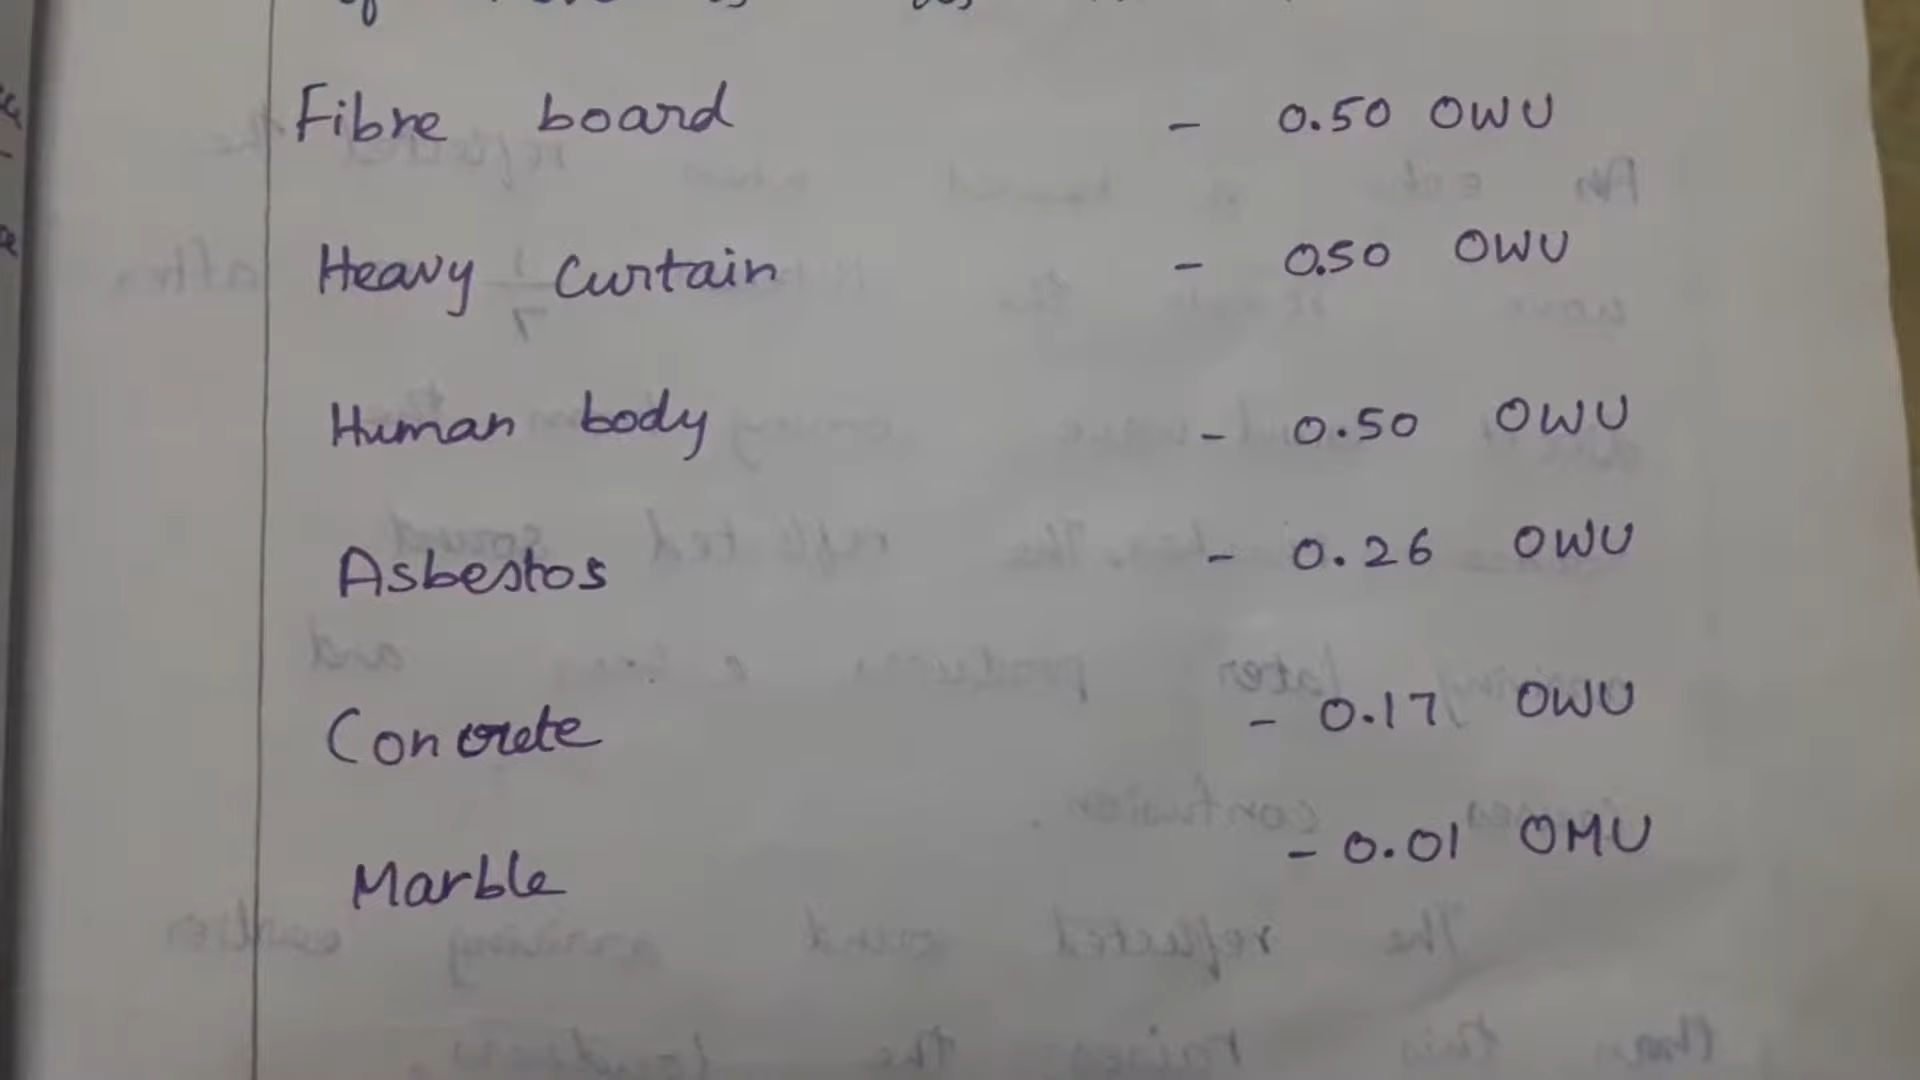 Fibre board - 0.50 OWU
Heavy Curtain - 0.50 OWU
Human body - 0.50 OWU
Asbestos - 0.26 OWU
Concrete - 0.17 OWU
Marble - 0.01 OMU